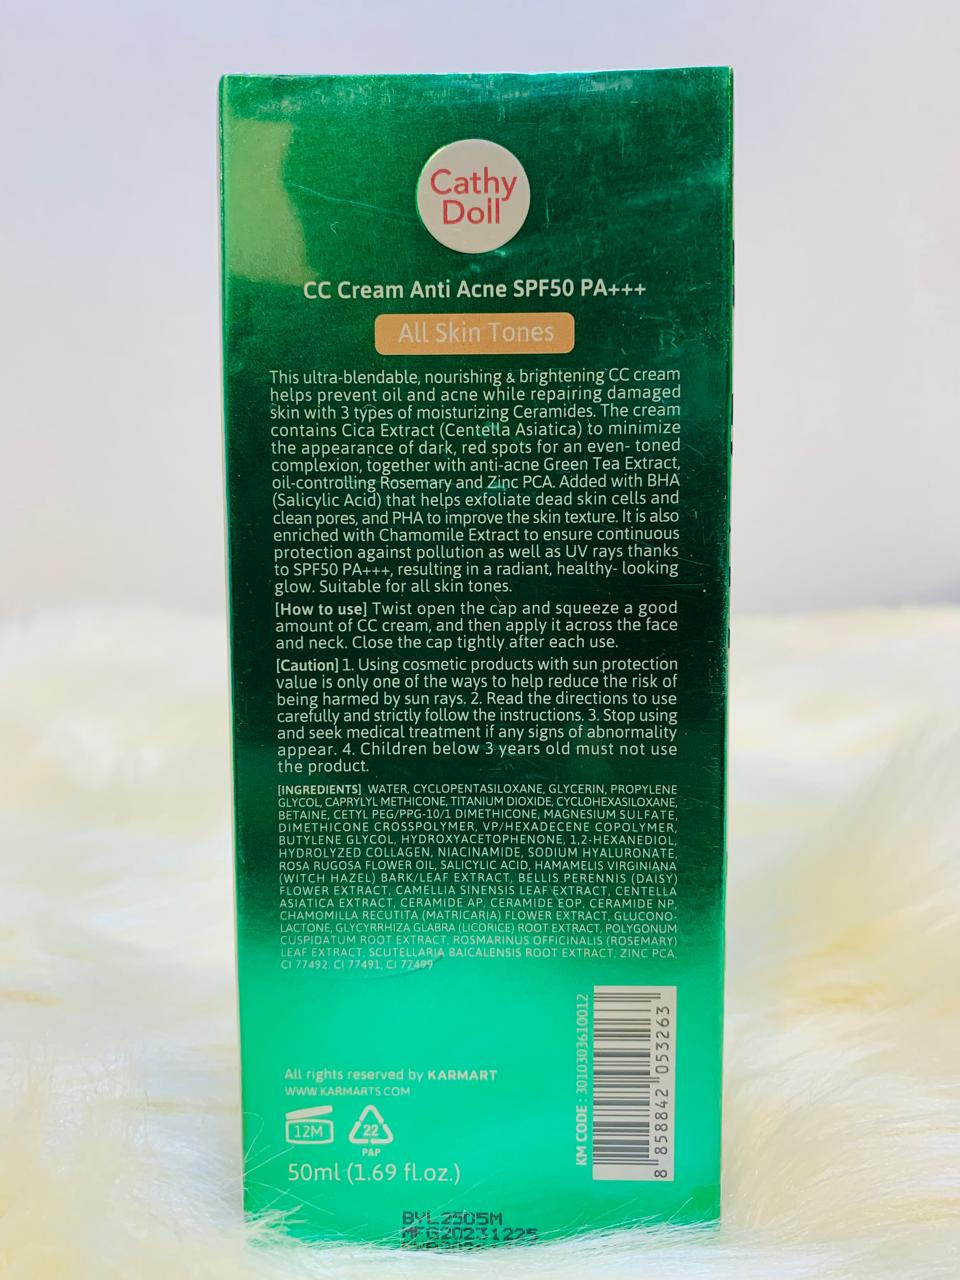 Cathy
Doll
CC Cream Anti Acne SPF50 PA+++
All Skin Tones
This ultra-blendable, nourishing & brightening CC cream
helps prevent oil and acne while repairing damaged
skin with 3 types of moisturizing Ceramides. The cream
contains Cica Extract (Centella Asiatica) to minimize
the appearance of dark, red spots for an even- toned
complexion, together with anti-acne Green Tea Extract,
oil-controlling Rosemary and Zinc PCA. Added with BHA
(Salicylic Acid) that helps exfoliate dead skin cells and
clean pores, and PHA to improve the skin texture. It is also
enriched with Chamomile Extract to ensure continuous
protection against pollution as well as UV rays thanks
to SPF50 PA+++, resulting in a radiant, healthy- looking
glow. Suitable for all skin tones.
[How to use] Twist open the cap and squeeze a good
amount of CC cream, and then apply it across the face
and neck. Close the cap tightly after each use.
[Caution] 1. Using cosmetic products with sun protection
value is only one of the ways to help reduce the risk of
being harmed by sun rays. 2. Read the directions to use
carefully and strictly follow the instructions. 3. Stop using
and seek medical treatment if any signs of abnormality
appear. 4. Children below 3 years old must not use
the product.
[INGREDIENTS] WATER, CYCLOPENTASILOXANE, GLYCERIN, PROPYLENE
GLYCOL, CAPRYLYL METHICONE, TITANIUM DIOXIDE, CYCLOHEXASILOXANE,
BETAINE, CETYL PEG/PPG-10/1 DIMETHICONE, MAGNESIUM SULFATE,
DIMETHICONE CROSSPOLYMER, VP/HEXADECENE COPOLYMER,
BUTYLENE GLYCOL, HYDROXYACETOPHENONE, 1,2-HEXANEDIOL,
HYDROLYZED COLLAGEN, NIACINAMIDE, SODIUM HYALURONATE,
ROSA RUGOSA FLOWER OIL, SALICYLIC ACID, HAMAMELIS VIRGINIANA
(WITCH HAZEL) BARK/LEAF EXTRACT, BELLIS PERENNIS (DAISY)
FLOWER EXTRACT, CAMELLIA SINENSIS LEAF EXTRACT, CENTELLA
ASIATICA EXTRACT, CERAMIDE AP, CERAMIDE EOP, CERAMIDE NP,
CHAMOMILLA RECUTITA (MATRICARIA) FLOWER EXTRACT, GLUCONO-
LACTONE, GLYCYRRHIZA GLABRA (LICORICE) ROOT EXTRACT, POLYGONUM
CUSPIDATUM ROOT EXTRACT, ROSMARINUS OFFICINALIS (ROSEMARY)
LEAF EXTRACT, SCUTELLARIA BAICALENSIS ROOT EXTRACT, ZINC PCA,
CI 77492, CI 77491, CI 77499
KM CODE : 3010303610012
8 858842 053263
All rights reserved by KARMART
WWW.KARMARTS.COM
12M
22
PAP
50ml (1.69 fl.oz.)
BYL2505M
MFG20231225